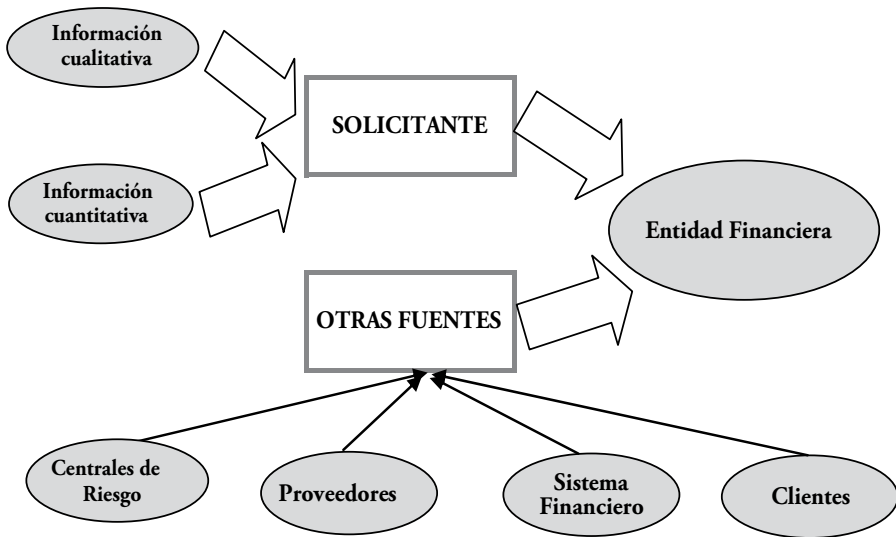 Información
cualitativa
SOLICITANTE
Información
cuantitativa
Entidad Financiera
OTRAS FUENTES
Centrales de
Riesgo
Proveedores
Sistema
Financiero
Clientes